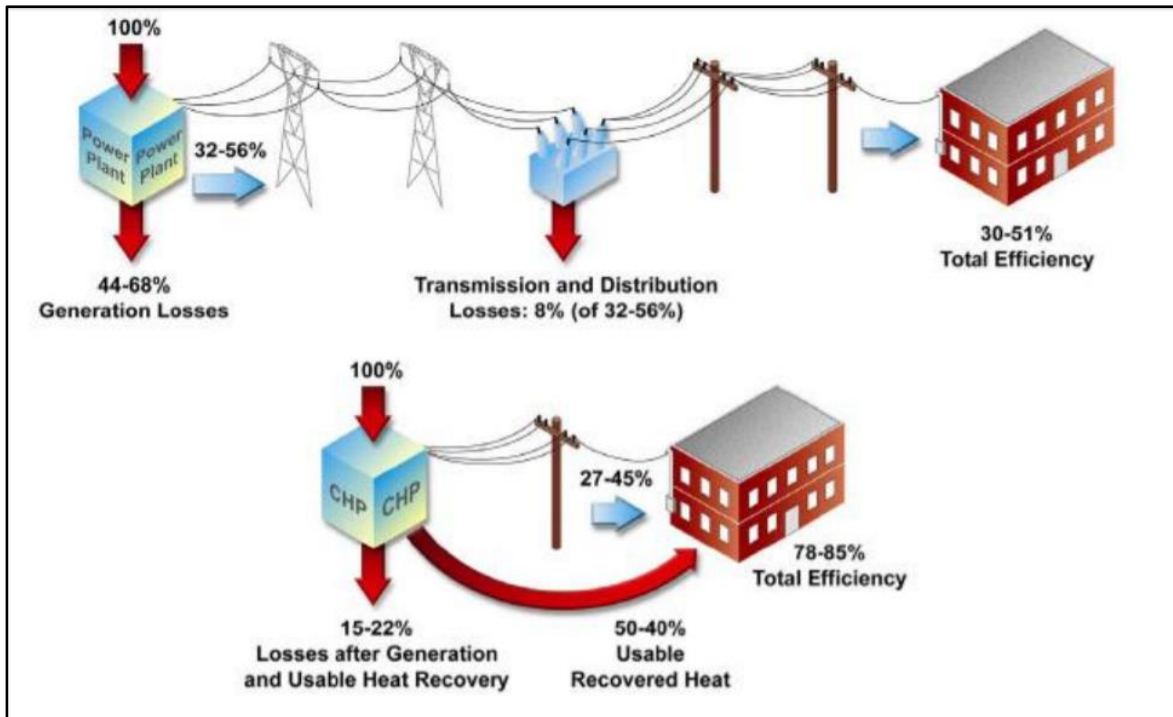 100%
Power
Plant
Power
Plant
32-56%
44-68%
Generation Losses
Transmission and Distribution
Losses: 8% (of 32-56%)
30-51%
Total Efficiency
100%
CHP
CHP
27-45%
78-85%
Total Efficiency
15-22%
Losses after Generation
and Usable Heat Recovery
50-40%
Usable
Recovered Heat